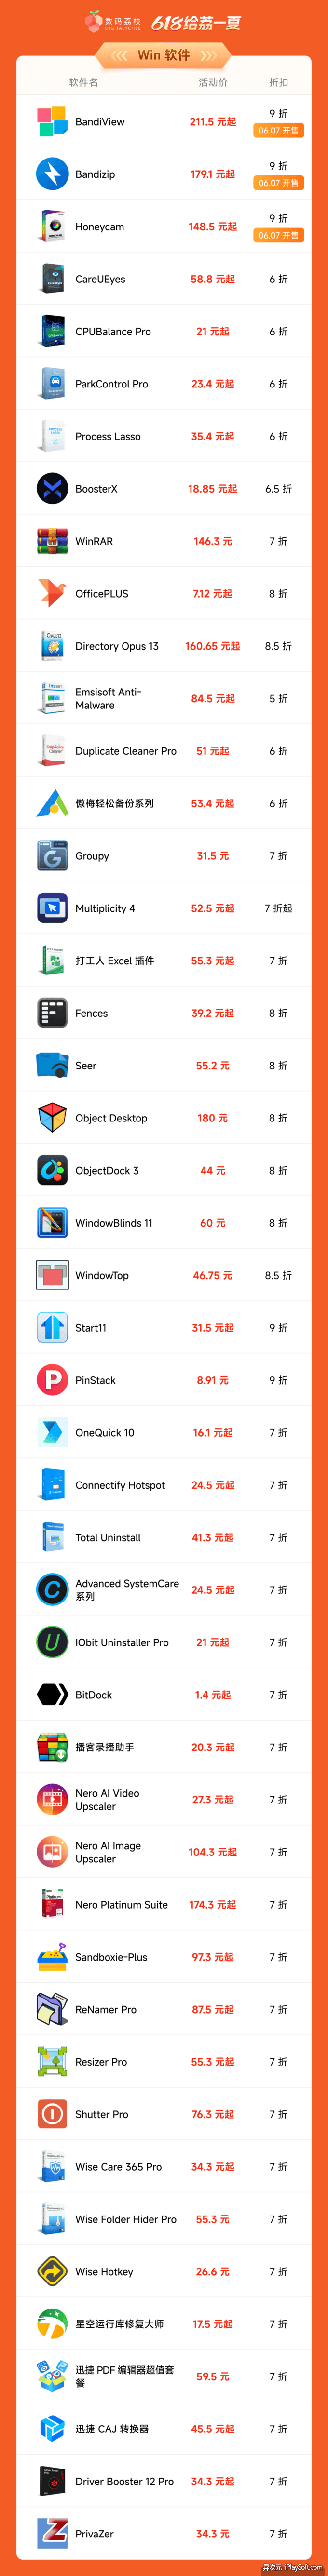 数码荔枝
DIGITALYCHEE
618给荔一夏
Win 软件
软件名 活动价 折扣
BandiView 211.5 元起 9 折
06.07 开售
Bandizip 179.1 元起 9 折
06.07 开售
Honeycam 148.5 元起 9 折
06.07 开售
CareUEyes 58.8 元起 6 折
CPUBalance Pro 21 元起 6 折
ParkControl Pro 23.4 元起 6 折
Process Lasso 35.4 元起 6 折
BoosterX 18.85 元起 6.5 折
WinRAR 146.3 元 7 折
OfficePLUS 7.12 元起 8 折
Directory Opus 13 160.65 元起 8.5 折
Emsisoft Anti-
Malware 84.5 元起 5 折
Duplicate Cleaner Pro 51 元起 6 折
傲梅轻松备份系列 53.4 元起 6 折
Groupy 31.5 元 7 折
Multiplicity 4 52.5 元起 7 折起
打工人 Excel 插件 55.3 元起 7 折
Fences 39.2 元起 8 折
Seer 55.2 元 8 折
Object Desktop 180 元 8 折
ObjectDock 3 44 元 8 折
WindowBlinds 11 60 元 8 折
WindowTop 46.75 元 8.5 折
Start11 31.5 元起 9 折
PinStack 8.91 元 9 折
OneQuick 10 16.1 元起 7 折
Connectify Hotspot 24.5 元起 7 折
Total Uninstall 41.3 元起 7 折
Advanced SystemCare
系列 24.5 元起 7 折
IObit Uninstaller Pro 21 元起 7 折
BitDock 1.4 元起 7 折
播客录播助手 20.3 元起 7 折
Nero AI Video
Upscaler 27.3 元起 7 折
Nero AI Image
Upscaler 104.3 元起 7 折
Nero Platinum Suite 174.3 元起 7 折
Sandboxie-Plus 97.3 元起 7 折
ReNamer Pro 87.5 元起 7 折
Resizer Pro 55.3 元起 7 折
Shutter Pro 76.3 元起 7 折
Wise Care 365 Pro 34.3 元起 7 折
Wise Folder Hider Pro 55.3 元 7 折
Wise Hotkey 26.6 元 7 折
星空运行库修复大师 17.5 元起 7 折
迅捷 PDF 编辑器超值套
餐 59.5 元 7 折
迅捷 CAJ 转换器 45.5 元起 7 折
Driver Booster 12 Pro 34.3 元起 7 折
PrivaZer 34.3 元 7 折
异次元 iPlaySoft.com